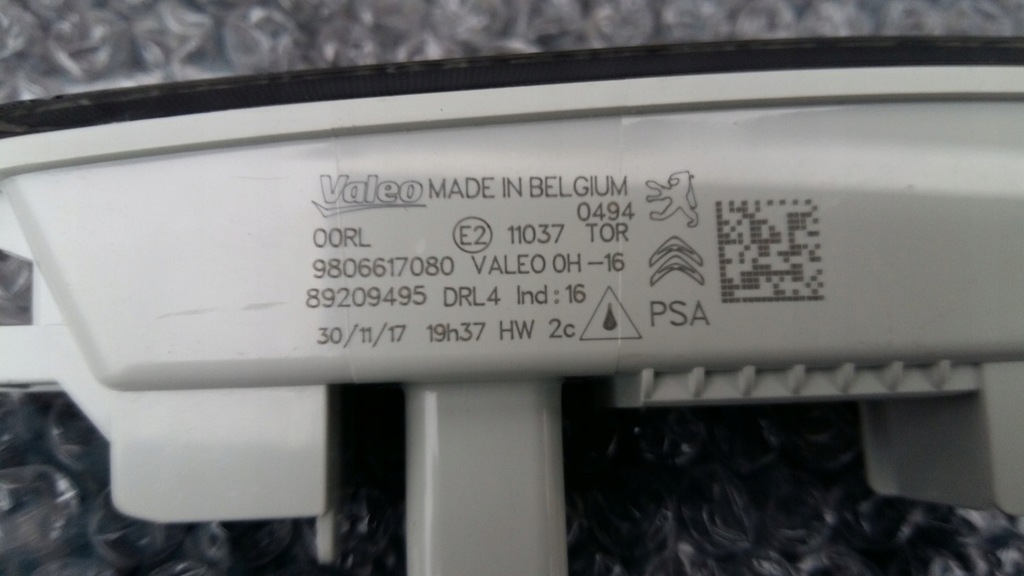 Valeo MADE IN BELGIUM
0494
00RL E2 11037 TOR
9806617080 VALEO 0H-16
89209495 DRL4 Ind:16
30/11/17 19h37 HW 2c
PSA